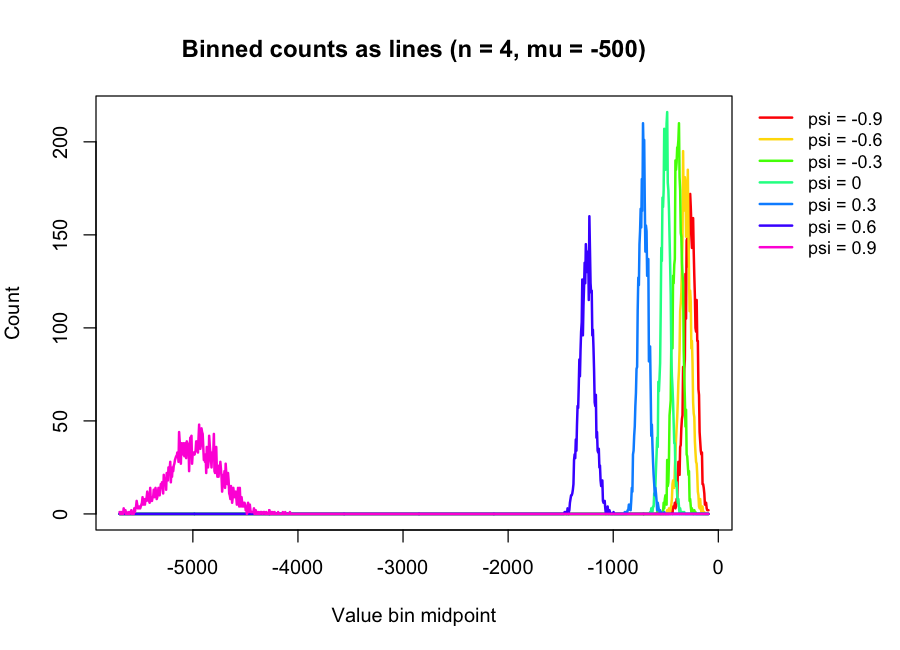 Binned counts as lines (n = 4, mu = -500)
psi = -0.9
psi = -0.6
psi = -0.3
psi = 0
psi = 0.3
psi = 0.6
psi = 0.9
Count
200
150
100
50
0
-5000 -4000 -3000 -2000 -1000 0
Value bin midpoint